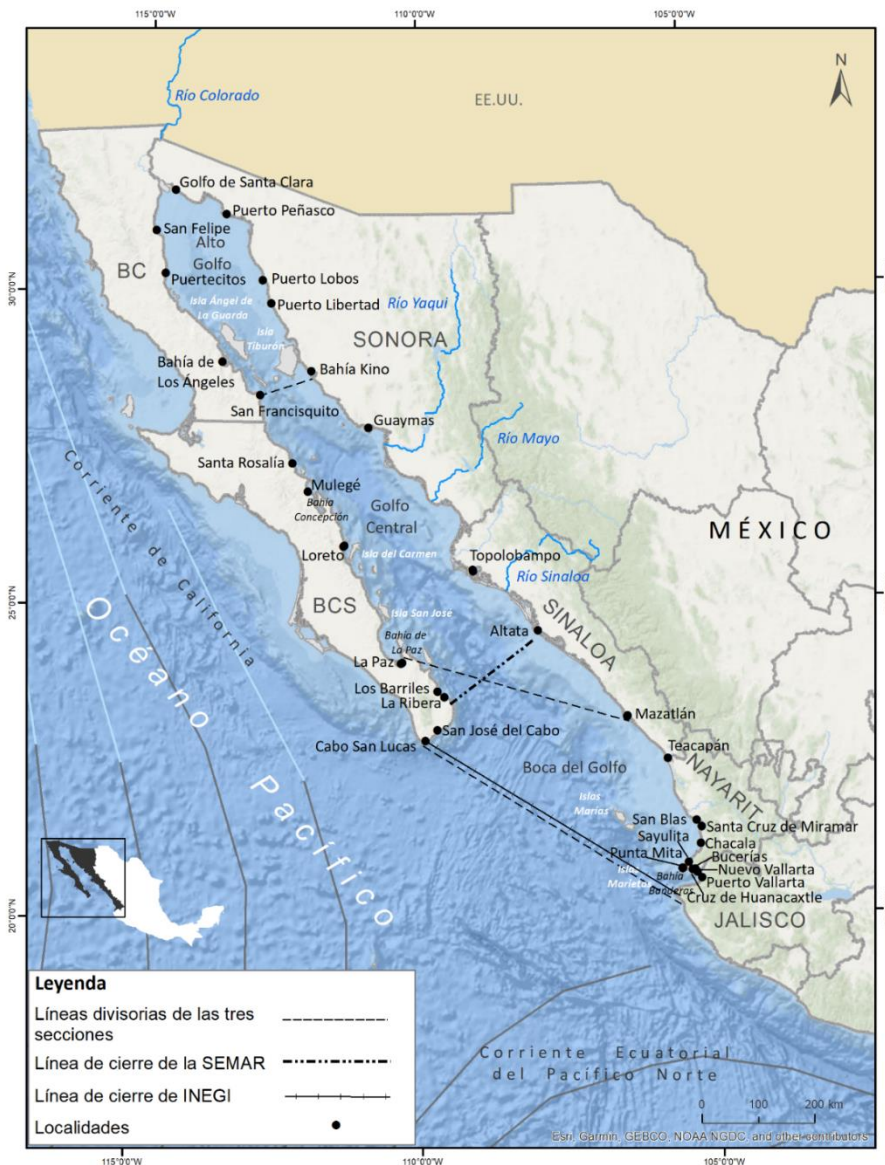 115°0'0"W
110°0'0"W
105°0'0"W
N
Río Colorado
EE.UU.
Golfo de Santa Clara
Puerto Peñasco
San Felipe
Alto
Golfo
BC
Puertecitos
Puerto Lobos
30°0'0"N
30°0'0"N
Isla Ángel de
La Guarda
Puerto Libertad
Río Yaqui
Isla
Tiburón
SONORA
Bahía de
Los Ángeles
Bahía Kino
San Francisquito
Guaymas
Río Mayo
Santa Rosalía
Mulegé
Bahía
Concepción
Golfo
Central
MÉXICO
Loreto
Isla del Carmen
Topolobampo
Río Sinaloa
25°0'0"N
25°0'0"N
BCS
Isla San José
SINALOA
Altata
Bahía de
La Paz
La Paz
Los Barriles
La Ribera
Mazatlán
San José del Cabo
Cabo San Lucas
Teacapán
Boca del Golfo
NAYARIT
Islas
Marías
San Blas
Santa Cruz de Miramar
Sayulita
Chacala
Punta Mita
Bucerías
Islas
Marietas
Bahía
Banderas
Nuevo Vallarta
Puerto Vallarta
Cruz de Huanacaxtle
JALISCO
Corriente de California
Océano
Pacífico
20°0'0"N
20°0'0"N
Leyenda
Líneas divisorias de las tres
secciones
Línea de cierre de la SEMAR
Línea de cierre de INEGI
Localidades
Corriente Ecuatorial
del Pacífico Norte
0 100 200 km
Esri, Garmin, GEBCO, NOAA NGDC, and other contributors
115°0'0"W
110°0'0"W
105°0'0"W